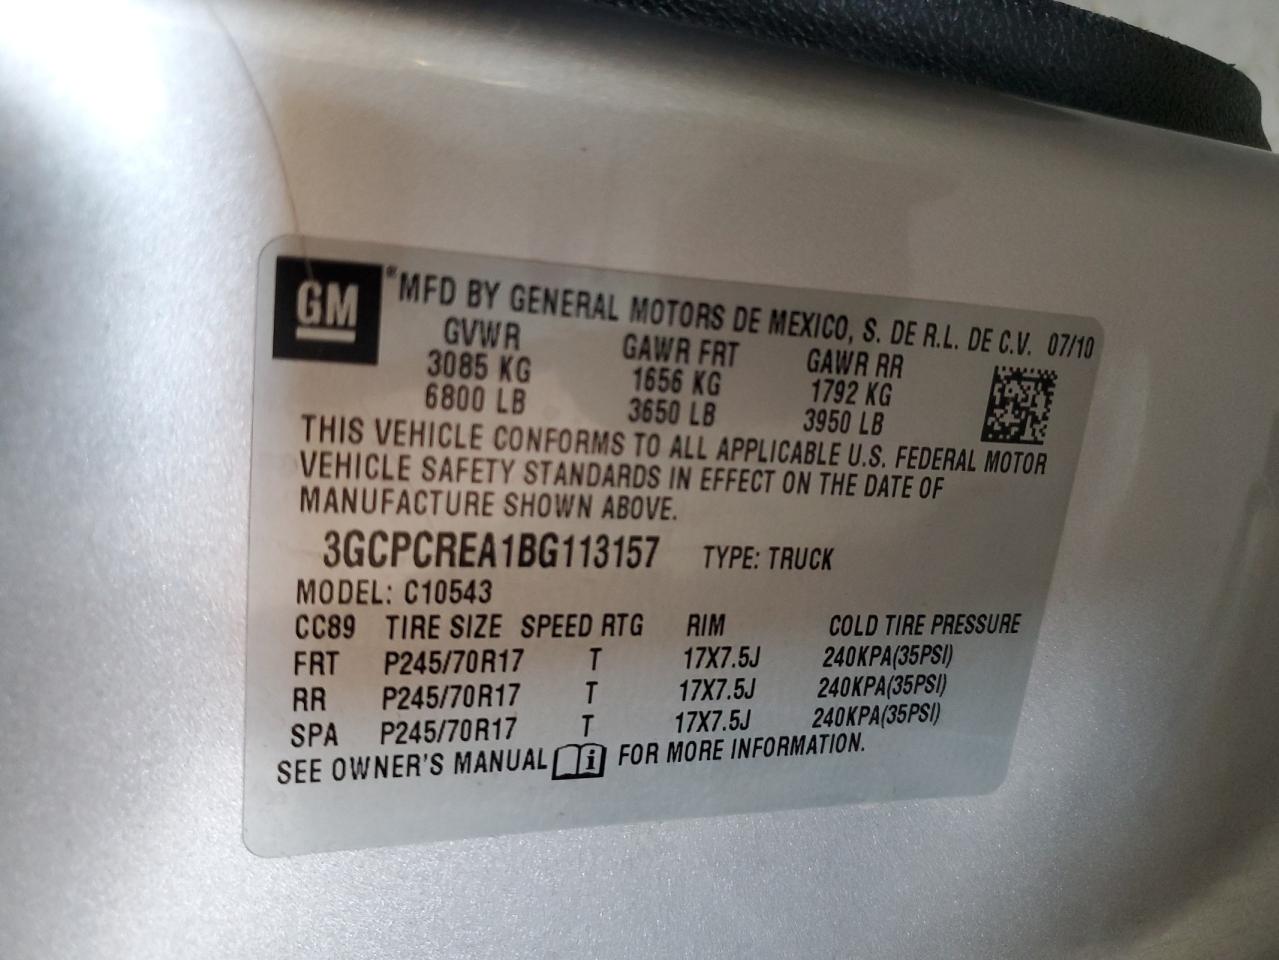 GM
®MFD BY GENERAL MOTORS DE MEXICO, S. DE R.L. DE C.V. 07/10
GVWR GAWR FRT GAWR RR
3085 KG 1656 KG 1792 KG
6800 LB 3650 LB 3950 LB
THIS VEHICLE CONFORMS TO ALL APPLICABLE U.S. FEDERAL MOTOR
VEHICLE SAFETY STANDARDS IN EFFECT ON THE DATE OF
MANUFACTURE SHOWN ABOVE.
3GCPCREA1BG113157 TYPE: TRUCK
MODEL: C10543
CC89 TIRE SIZE SPEED RTG RIM COLD TIRE PRESSURE
FRT P245/70R17 T 17X7.5J 240KPA(35PSI)
RR P245/70R17 T 17X7.5J 240KPA(35PSI)
SPA P245/70R17 T 17X7.5J 240KPA(35PSI)
SEE OWNER'S MANUAL i FOR MORE INFORMATION.